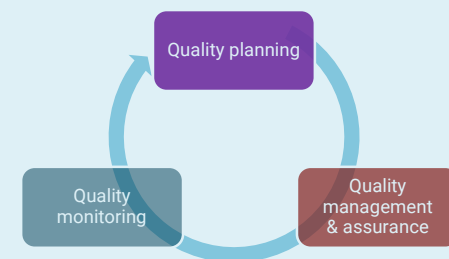 Quality planning
Quality
management
& assurance
Quality
monitoring